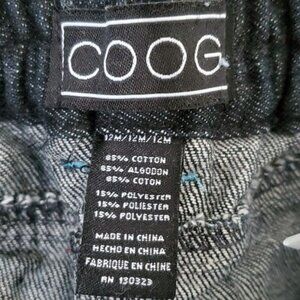 COOG
12M/12M/12M
85% COTTON
85% ALGODON
85% COTON
15% POLYESTER
15% POLIESTER
15% POLYESTER
MADE IN CHINA
HECHO EN CHINA
FABRIQUE EN CHINE
RN 130323